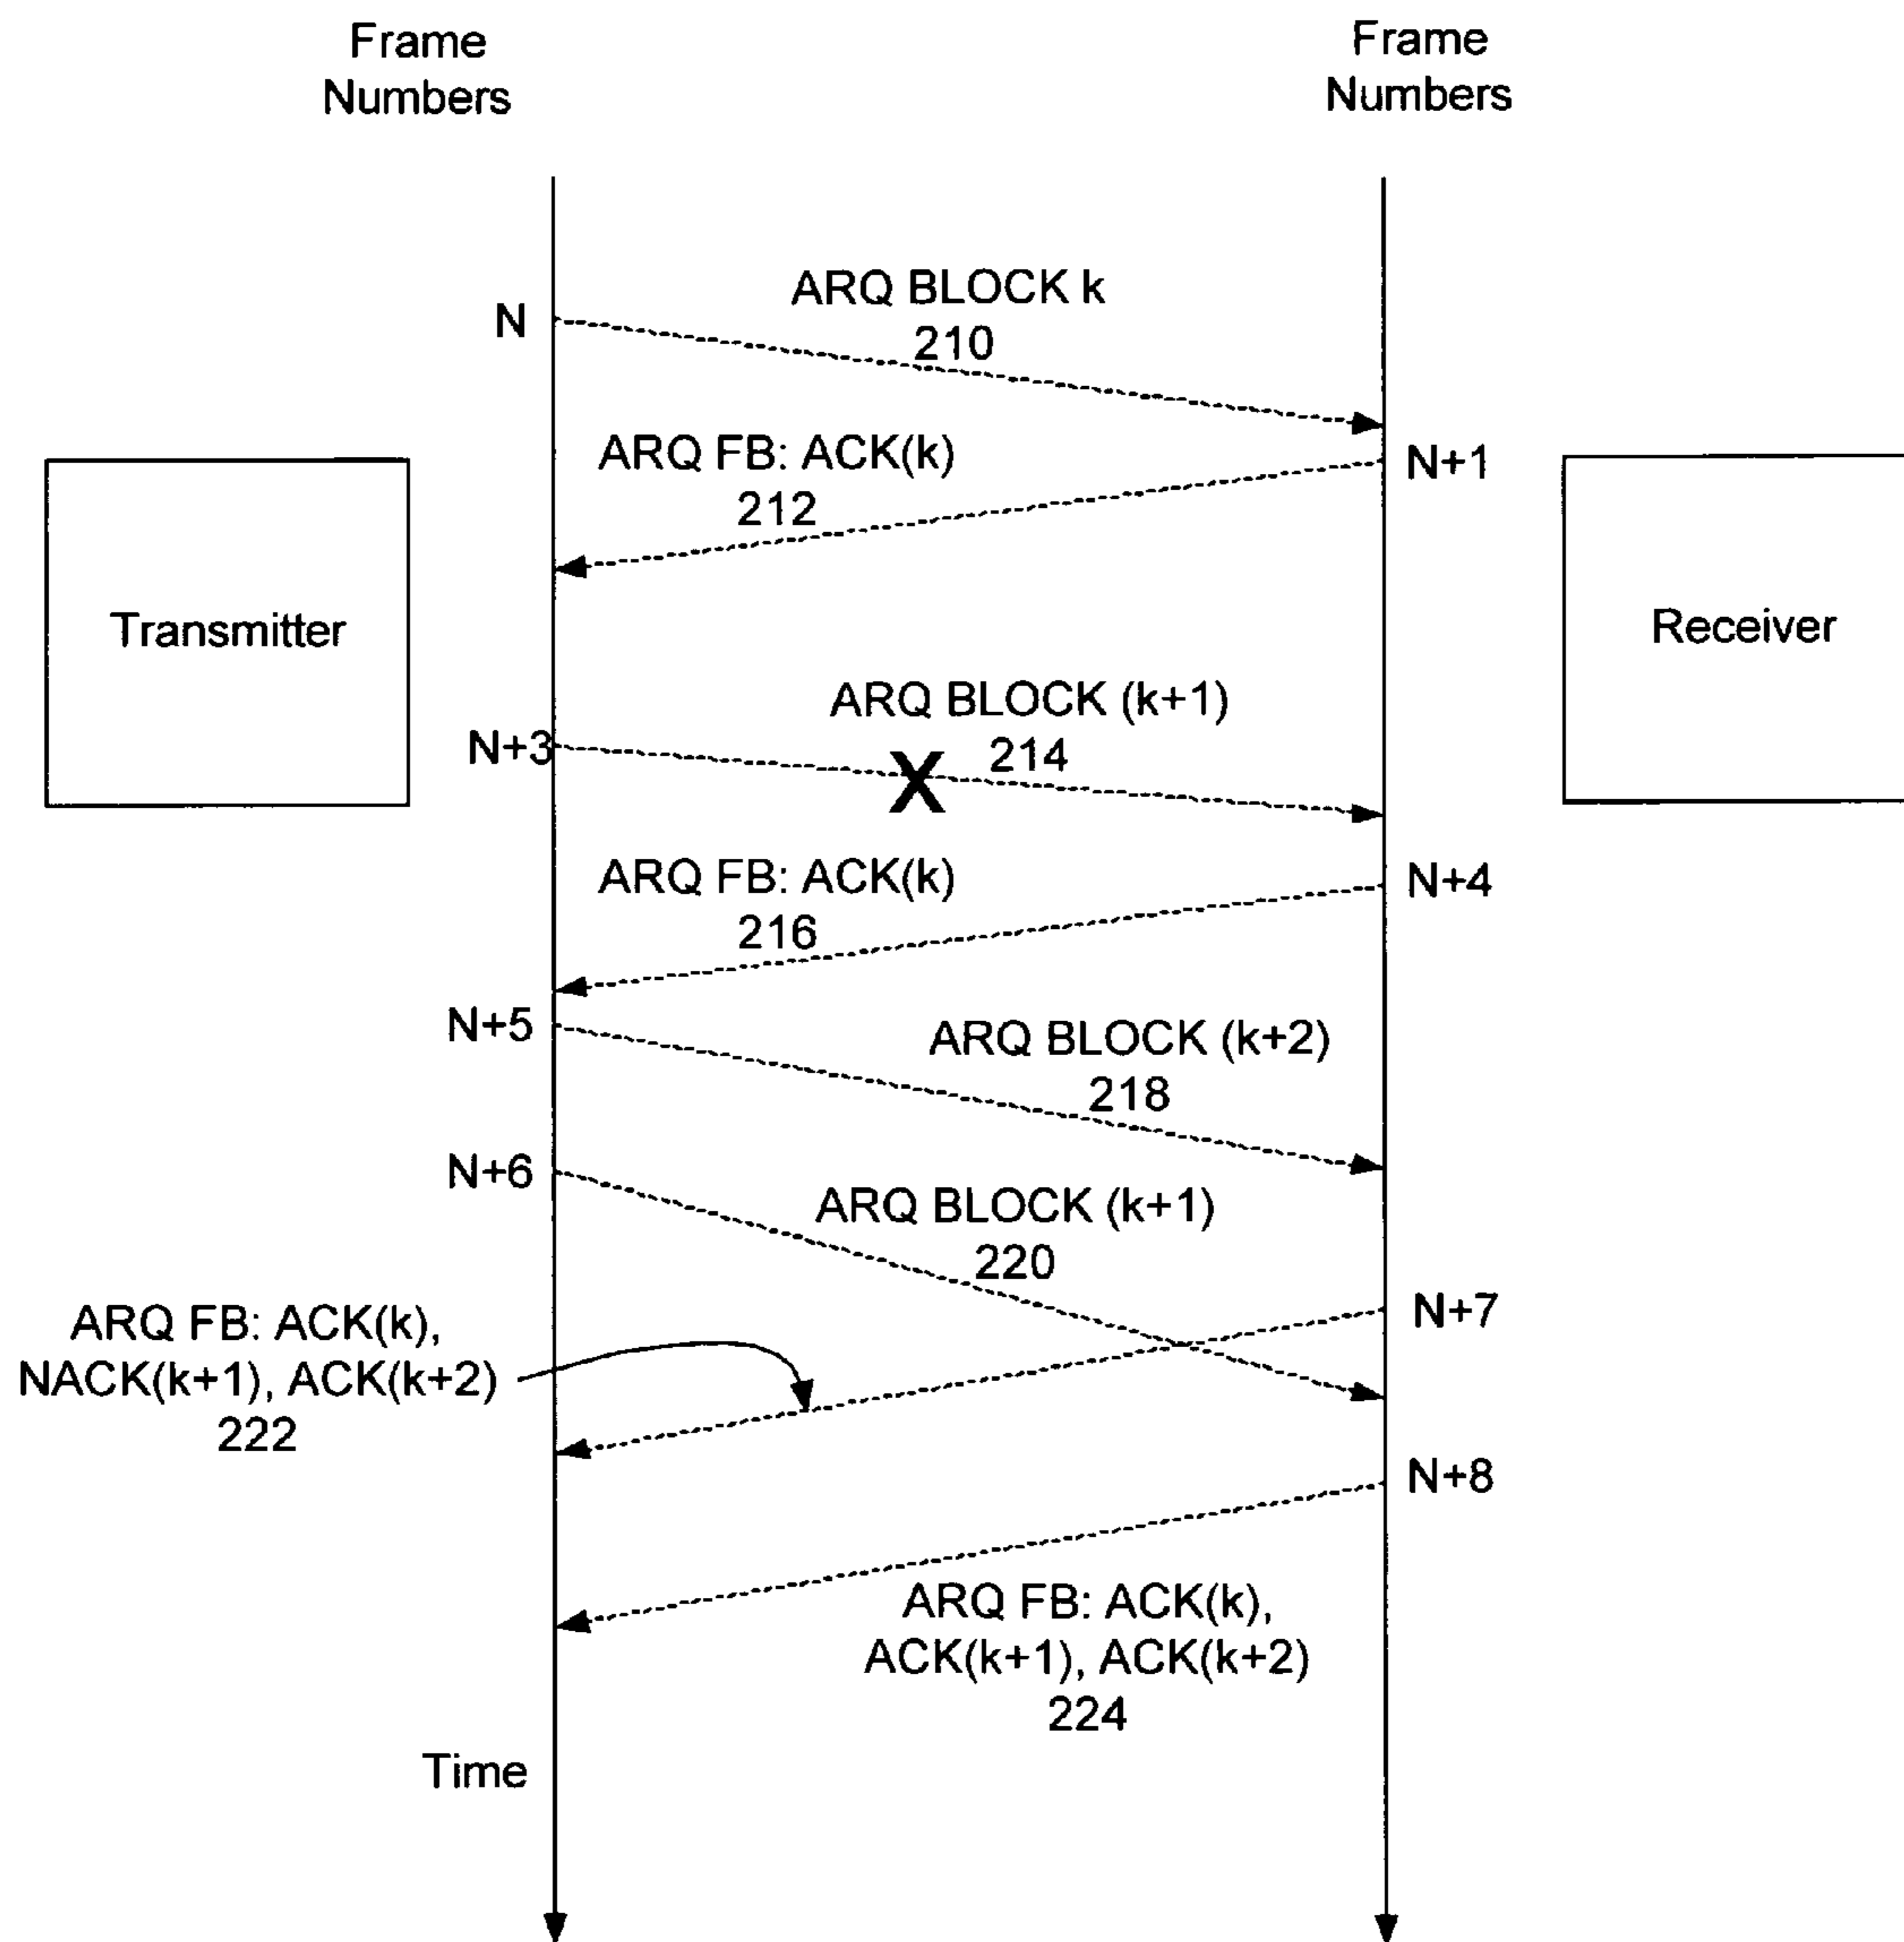 Frame
Numbers
Frame
Numbers
N
ARQ BLOCK k
210
ARQ FB: ACK(k)
212
N+1
Transmitter
Receiver
ARQ BLOCK (k+1)
214
N+3
X
ARQ FB: ACK(k)
216
N+4
N+5
ARQ BLOCK (k+2)
218
N+6
ARQ BLOCK (k+1)
220
N+7
ARQ FB: ACK(k),
NACK(k+1), ACK(k+2)
222
N+8
ARQ FB: ACK(k),
ACK(k+1), ACK(k+2)
224
Time